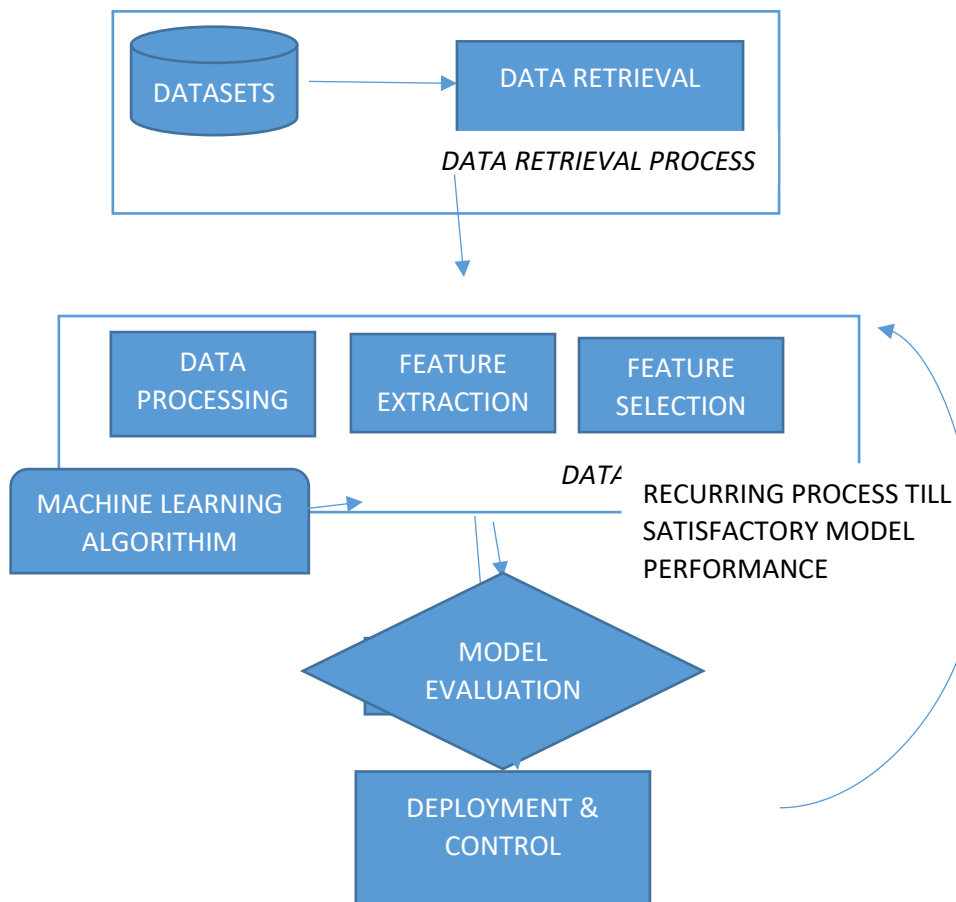 DATASETS
DATA RETRIEVAL
DATA RETRIEVAL PROCESS
DATA
PROCESSING
FEATURE
EXTRACTION
FEATURE
SELECTION
DATA
MACHINE LEARNING
ALGORITHIM
RECURRING PROCESS TILL
SATISFACTORY MODEL
PERFORMANCE
MODEL
EVALUATION
DEPLOYMENT &
CONTROL